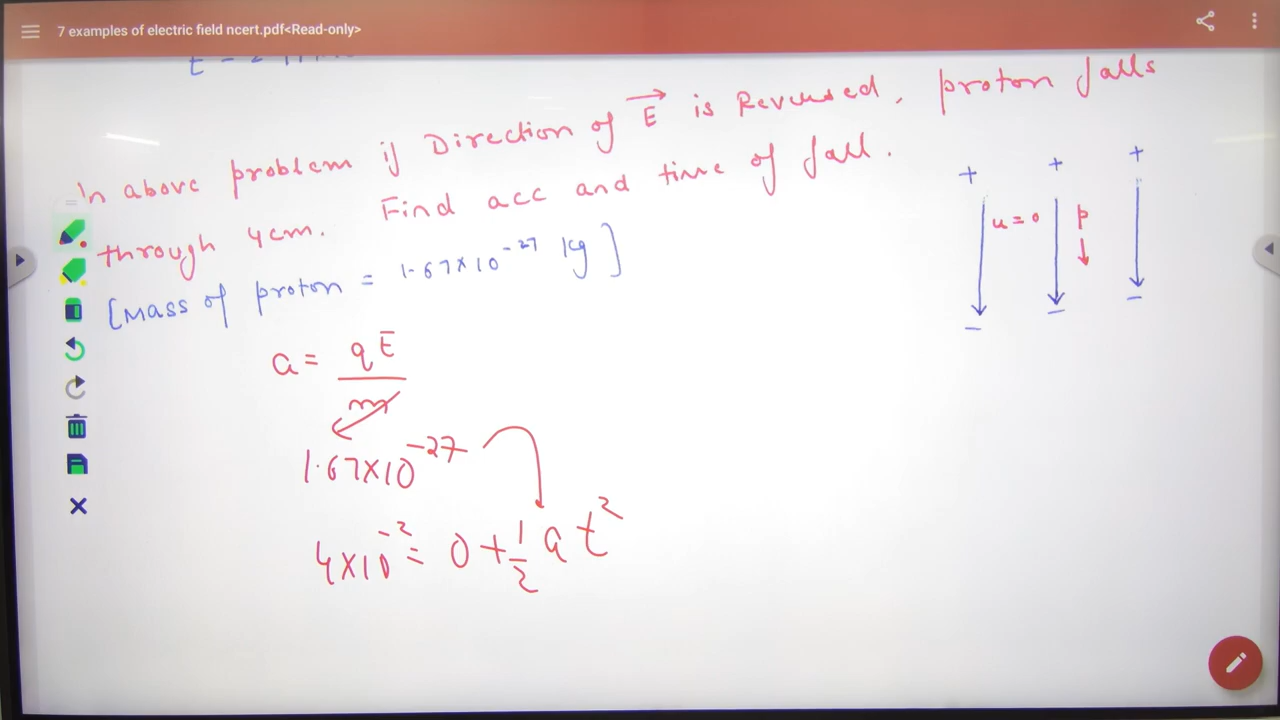 7 examples of electric field ncert.pdf<Read-only>
In above problem if Direction of E is Reversed, proton falls
through 4cm. Find acc and time of fall.
[Mass of proton = 1.67×10⁻²⁷ kg]
+ + +
u=0 p
− − −
a = qE
m
1.67×10⁻²⁷
4×10⁻² = 0+1/2 at²